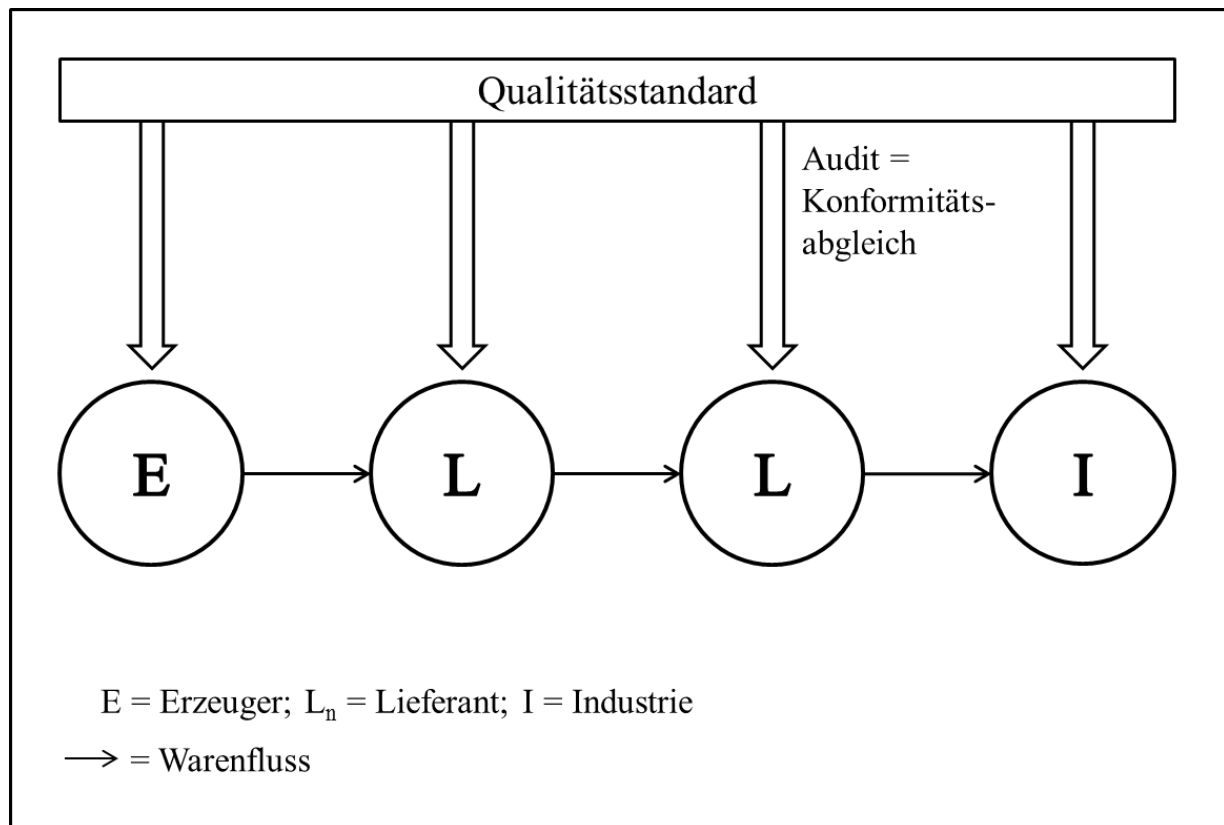 Qualitätsstandard
Audit =
Konformitäts-
abgleich
E
L
L
I
E = Erzeuger; Ln = Lieferant; I = Industrie
→ = Warenfluss